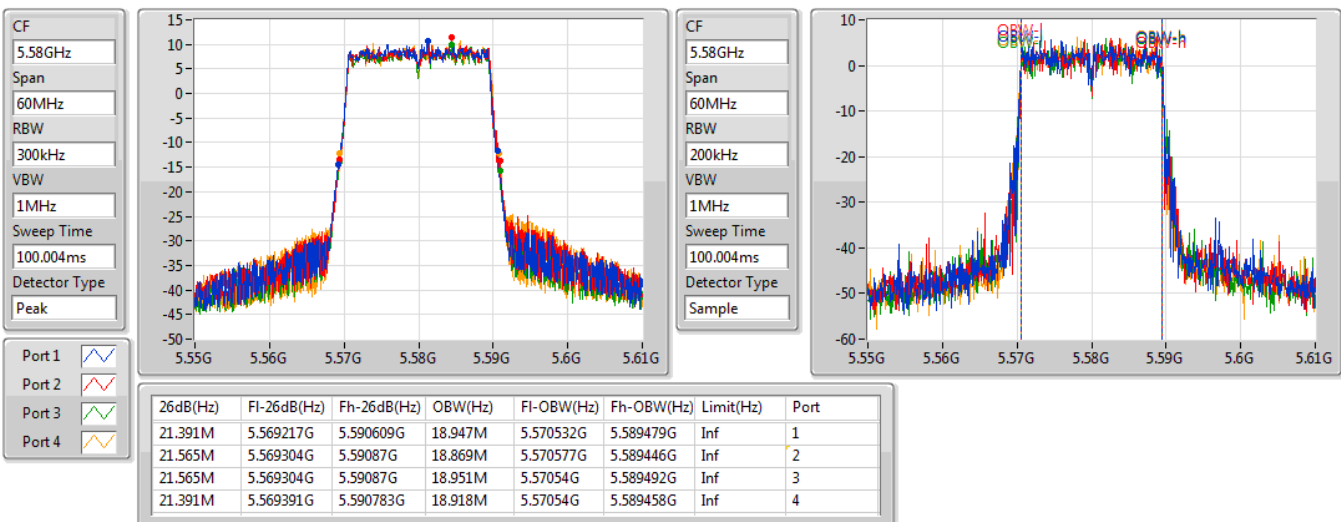 CF
5.58GHz
Span
60MHz
RBW
300kHz
VBW
1MHz
Sweep Time
100.004ms
Detector Type
Peak
15
10
5
0
-5
-10
-15
-20
-25
-30
-35
-40
-45
-50
5.55G 5.56G 5.57G 5.58G 5.59G 5.6G 5.61G
CF
5.58GHz
Span
60MHz
RBW
200kHz
VBW
1MHz
Sweep Time
100.004ms
Detector Type
Sample
OBW-h
10
0
-10
-20
-30
-40
-50
-60
5.55G 5.56G 5.57G 5.58G 5.59G 5.6G 5.61G
Port 1
Port 2
Port 3
Port 4
26dB(Hz) Fl-26dB(Hz) Fh-26dB(Hz) OBW(Hz) Fl-OBW(Hz) Fh-OBW(Hz) Limit(Hz) Port
21.391M 5.569217G 5.590609G 18.947M 5.570532G 5.589479G Inf 1
21.565M 5.569304G 5.59087G 18.869M 5.570577G 5.589446G Inf 2
21.565M 5.569304G 5.59087G 18.951M 5.57054G 5.589492G Inf 3
21.391M 5.569391G 5.590783G 18.918M 5.57054G 5.589458G Inf 4